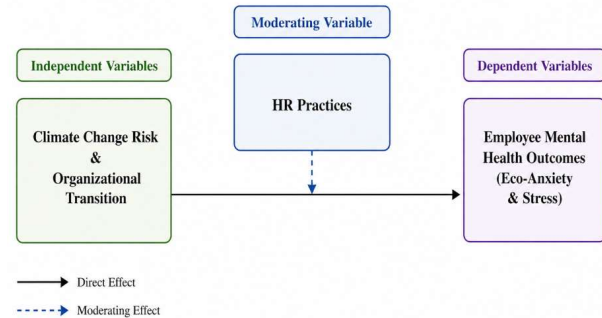 Moderating Variable
Independent Variables
Dependent Variables
HR Practices
Climate Change Risk
&
Organizational
Transition
Employee Mental
Health Outcomes
(Eco-Anxiety
& Stress)
Direct Effect
Moderating Effect